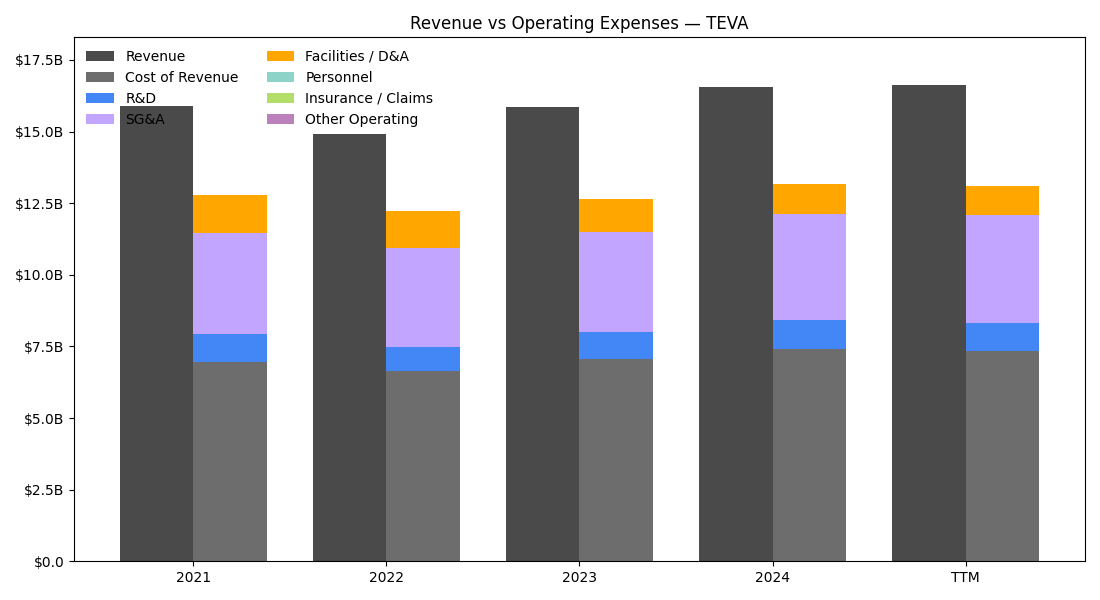 Revenue vs Operating Expenses — TEVA
$17.5B
$15.0B
$12.5B
$10.0B
$7.5B
$5.0B
$2.5B
$0.0
Revenue
Cost of Revenue
R&D
SG&A
Facilities / D&A
Personnel
Insurance / Claims
Other Operating
2021
2022
2023
2024
TTM